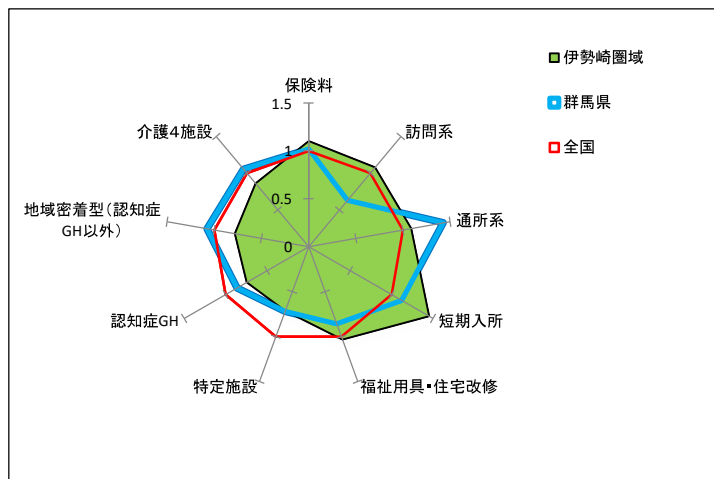 伊勢崎圏域
群馬県
全国
保険料
訪問系
通所系
短期入所
福祉用具・住宅改修
特定施設
認知症GH
地域密着型（認知症
GH以外）
介護4施設
1.5
1
0.5
0